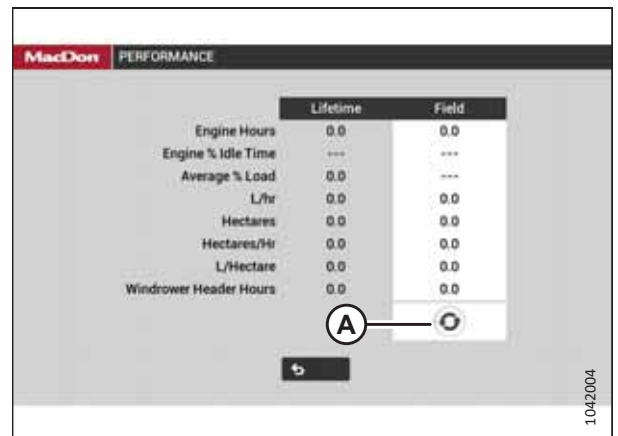 MacDon PERFORMANCE
Lifetime Field
Engine Hours 0.0 0.0
Engine % Idle Time --- ---
Average % Load 0.0 ---
L/hr 0.0 0.0
Hectares 0.0 0.0
Hectares/Hr 0.0 0.0
L/Hectare 0.0 0.0
Windrower Header Hours 0.0 0.0
A
1042004